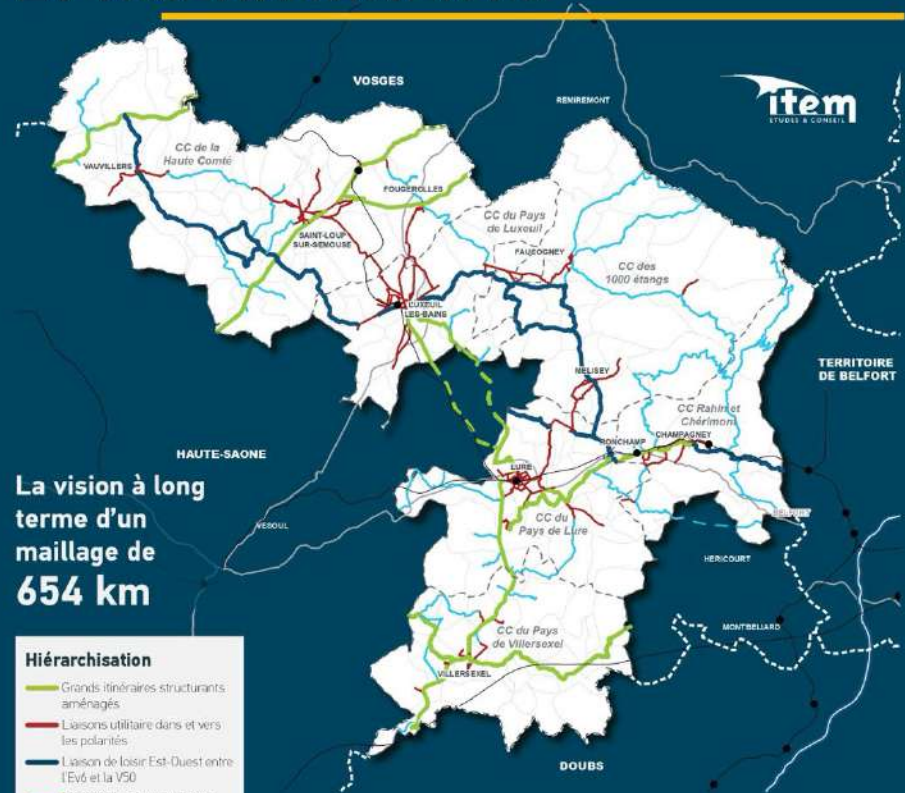 VOSGES
REMIREMONT
item
ETUDES & CONSEIL
CC de la
Haute Comté
VAUVILLERS
FOUGEROLLES
CC du Pays
de Luxeuil
SAINT-LOUP
SUR-SEMOUSE
FAUCOGNEY
CC des
1000 étangs
LUXEUIL
LES-BAINS
TERRITOIRE
DE BELFORT
MELISEY
CC Rahin et
Chérimont
RONCHAMP
CHAMPAGNEY
HAUTE-SAONE
LURE
La vision à long
terme d'un
maillage de
654 km
VESOUL
CC du
Pays de Lure
BELFORT
HERICOURT
MONTBELIARD
CC du Pays
de Villersexel
VILLERSEXEL
Hiérarchisation
Grands itinéraires structurants
aménagés
Liaisons utilitaire dans et vers
les polarités
Liaison de loisir Est-Ouest entre
l'Ev6 et la V50
DOUBS